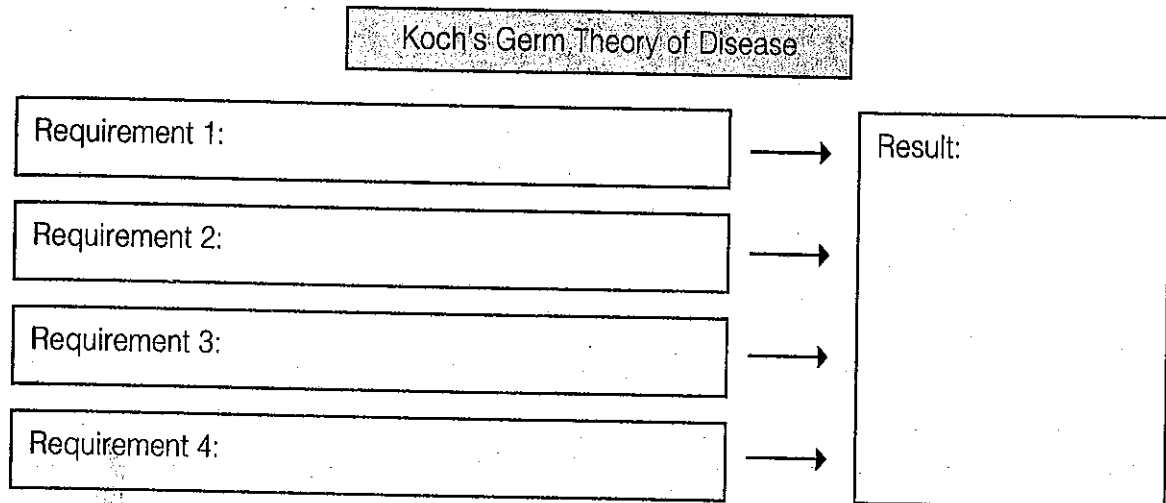 Koch's Germ Theory of Disease
Requirement 1:
Result:
Requirement 2:
Requirement 3:
Requirement 4: